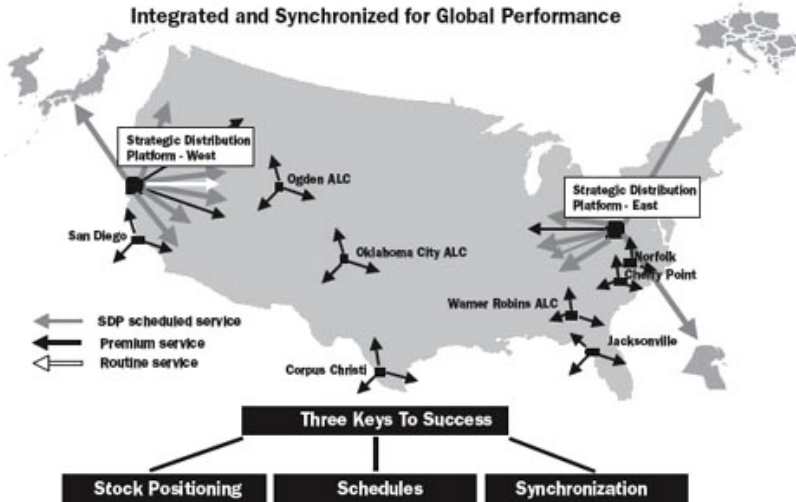 Integrated and Synchronized for Global Performance
Strategic Distribution
Platform - West
Ogden ALC
Strategic Distribution
Platform - East
San Diego
Oklahoma City ALC
Norfolk
Cherry Point
Warner Robins ALC
SDP scheduled service
Premium service
Routine service
Jacksonville
Corpus Christi
Three Keys To Success
Stock Positioning
Schedules
Synchronization